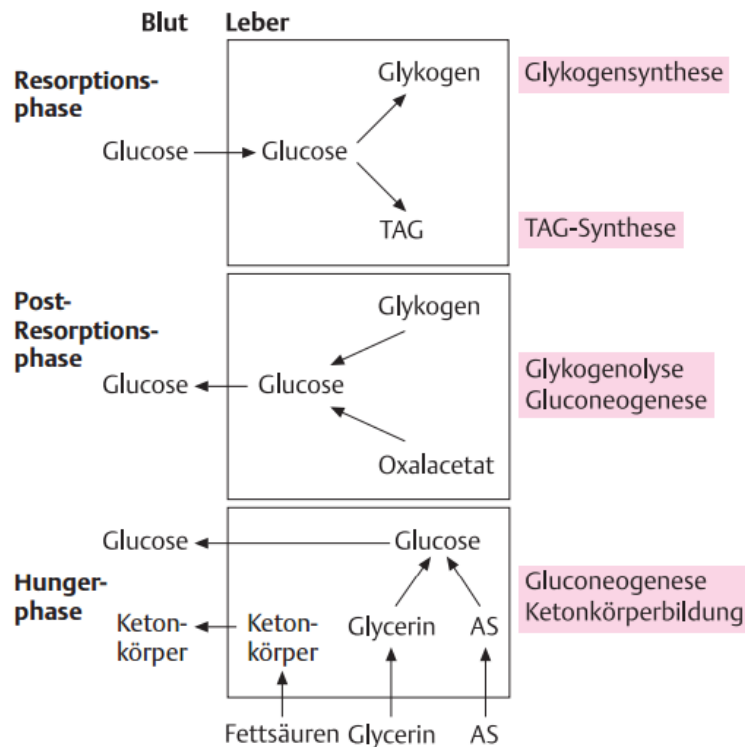 Blut Leber
Resorptions-
phase
Glykogen
Glykogensynthese
Glucose
Glucose
TAG
TAG-Synthese
Post-
Resorptions-
phase
Glykogen
Glucose
Glucose
Glykogenolyse
Gluconeogenese
Oxalacetat
Hunger-
phase
Glucose
Glucose
Gluconeogenese
Ketonkörperbildung
Keton-
körper
Keton-
körper
Glycerin
AS
Fettsäuren Glycerin AS